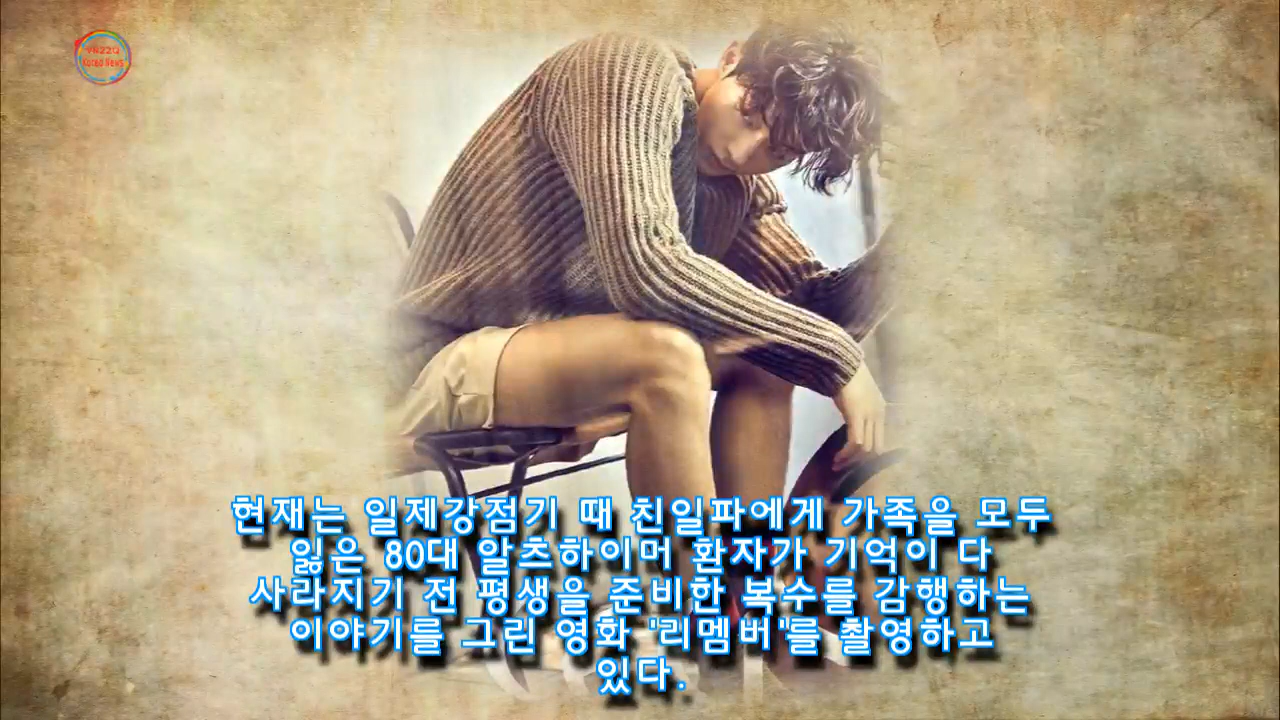 YR22Q
Korea News
현재는 일제강점기 때 친일파에게 가족을 모두
잃은 80대 알츠하이머 환자가 기억이 다
사라지기 전 평생을 준비한 복수를 감행하는
이야기를 그린 영화 '리멤버'를 촬영하고
있다.